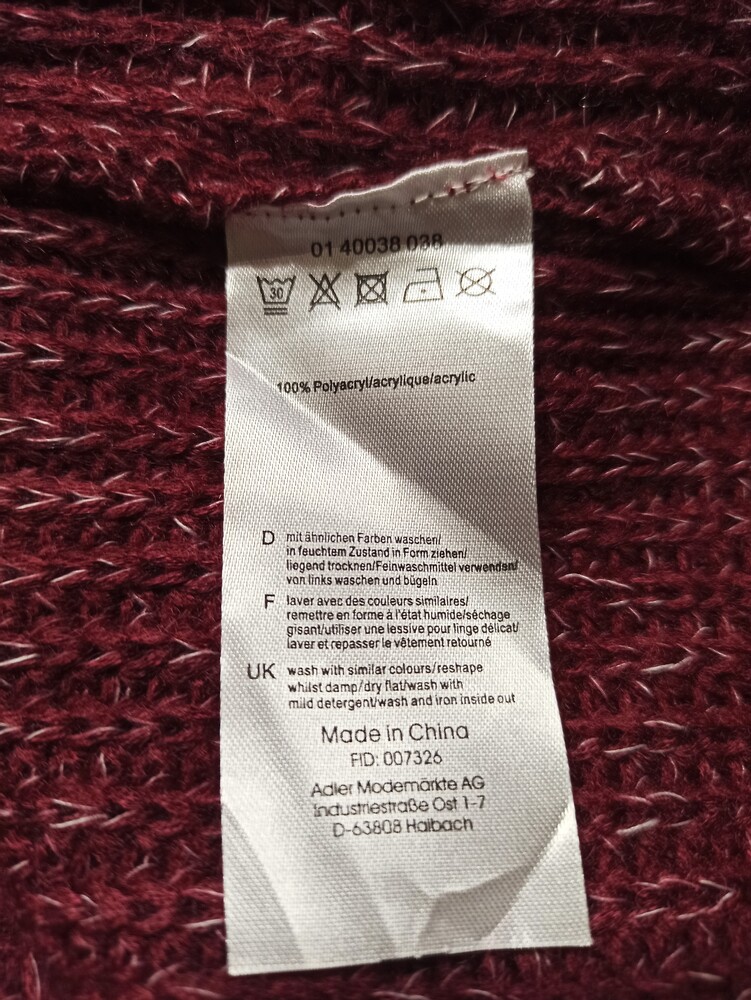 01 40038 038
30
100% Polyacryl/acrylique/acrylic
D mit ähnlichen Farben waschen/
in feuchtem Zustand in Form ziehen/
liegend trocknen/Feinwaschmittel verwenden/
von links waschen und bügeln
F laver avec des couleurs similaires/
remettre en forme à l'état humide/séchage
gisant/utiliser une lessive pour linge délicat/
laver et repasser le vêtement retourné
UK wash with similar colours/reshape
whilst damp/dry flat/wash with
mild detergent/wash and iron inside out
Made in China
FID: 007326
Adler Modemärkte AG
Industriestraße Ost 1-7
D-63808 Haibach